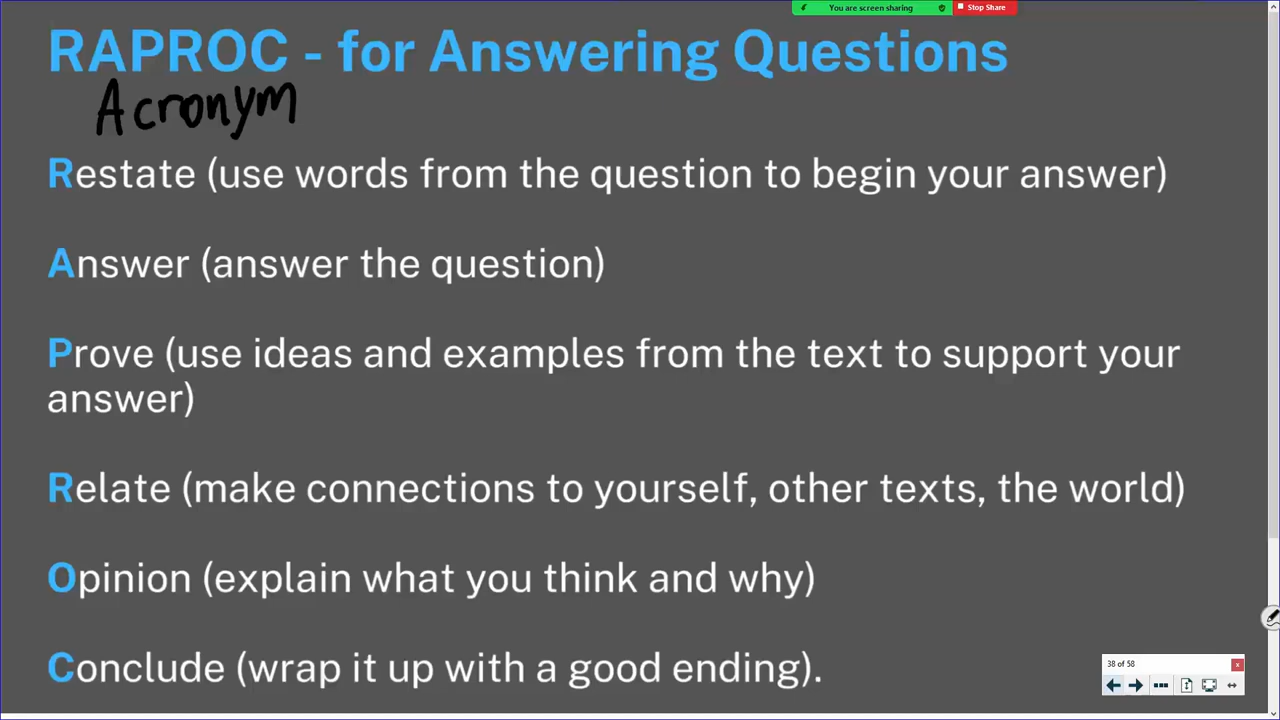 You are screen sharing Stop Share
RAPROC - for Answering Questions
Acronym
Restate (use words from the question to begin your answer)
Answer (answer the question)
Prove (use ideas and examples from the text to support your
answer)
Relate (make connections to yourself, other texts, the world)
Opinion (explain what you think and why)
Conclude (wrap it up with a good ending).
38 of 58